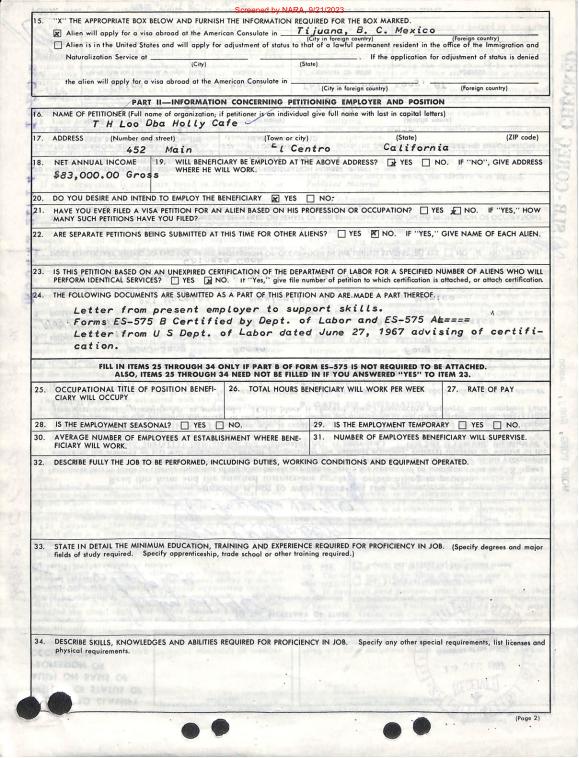 Screened by NARA, 9/21/2023
15. "X" THE APPROPRIATE BOX BELOW AND FURNISH THE INFORMATION REQUIRED FOR THE BOX MARKED.
Alien will apply for a visa abroad at the American Consulate in Tijuana, B. C. Mexico
(City in foreign country) (Foreign country)
Alien is in the United States and will apply for adjustment of status to that of a lawful permanent resident in the office of the Immigration and
Naturalization Service at . If the application for adjustment of status is denied
(City) (State)
the alien will apply for a visa abroad at the American Consulate in
(City in foreign country) (Foreign country)
PART II—INFORMATION CONCERNING PETITIONING EMPLOYER AND POSITION
16. NAME OF PETITIONER (Full name of organization; if petitioner is an individual give full name with last in capital letters)
T H Loo Dba Holly Cafe
17. ADDRESS (Number and street) (Town or city) (State) (ZIP code)
452 Main El Centro California
18. NET ANNUAL INCOME 19. WILL BENEFICIARY BE EMPLOYED AT THE ABOVE ADDRESS? YES NO. IF "NO", GIVE ADDRESS
WHERE HE WILL WORK.
$83,000.00 Gross
20. DO YOU DESIRE AND INTEND TO EMPLOY THE BENEFICIARY YES NO:
21. HAVE YOU EVER FILED A VISA PETITION FOR AN ALIEN BASED ON HIS PROFESSION OR OCCUPATION? YES NO. IF "YES," HOW
MANY SUCH PETITIONS HAVE YOU FILED?
22. ARE SEPARATE PETITIONS BEING SUBMITTED AT THIS TIME FOR OTHER ALIENS? YES NO. IF "YES," GIVE NAME OF EACH ALIEN.
23. IS THIS PETITION BASED ON AN UNEXPIRED CERTIFICATION OF THE DEPARTMENT OF LABOR FOR A SPECIFIED NUMBER OF ALIENS WHO WILL
PERFORM IDENTICAL SERVICES? YES NO. If "Yes," give file number of petition to which certification is attached, or attach certification.
24. THE FOLLOWING DOCUMENTS ARE SUBMITTED AS A PART OF THIS PETITION AND ARE MADE A PART THEREOF:
Letter from present employer to support skills.
Forms ES-575 B Certified by Dept. of Labor and ES-575 A
Letter from U S Dept. of Labor dated June 27, 1967 advising of certifi-
cation.
FILL IN ITEMS 25 THROUGH 34 ONLY IF PART B OF FORM ES-575 IS NOT REQUIRED TO BE ATTACHED.
ALSO, ITEMS 25 THROUGH 34 NEED NOT BE FILLED IN IF YOU ANSWERED "YES" TO ITEM 23.
25. OCCUPATIONAL TITLE OF POSITION BENEFI-
CIARY WILL OCCUPY
26. TOTAL HOURS BENEFICIARY WILL WORK PER WEEK
27. RATE OF PAY
28. IS THE EMPLOYMENT SEASONAL? YES NO.
29. IS THE EMPLOYMENT TEMPORARY YES NO.
30. AVERAGE NUMBER OF EMPLOYEES AT ESTABLISHMENT WHERE BENE-
FICIARY WILL WORK.
31. NUMBER OF EMPLOYEES BENEFICIARY WILL SUPERVISE.
32. DESCRIBE FULLY THE JOB TO BE PERFORMED, INCLUDING DUTIES, WORKING CONDITIONS AND EQUIPMENT OPERATED.
33. STATE IN DETAIL THE MINIMUM EDUCATION, TRAINING AND EXPERIENCE REQUIRED FOR PROFICIENCY IN JOB. (Specify degrees and major
fields of study required. Specify apprenticeship, trade school or other training required.)
34. DESCRIBE SKILLS, KNOWLEDGES AND ABILITIES REQUIRED FOR PROFICIENCY IN JOB. Specify any other special requirements, list licenses and
physical requirements.
(Page 2)